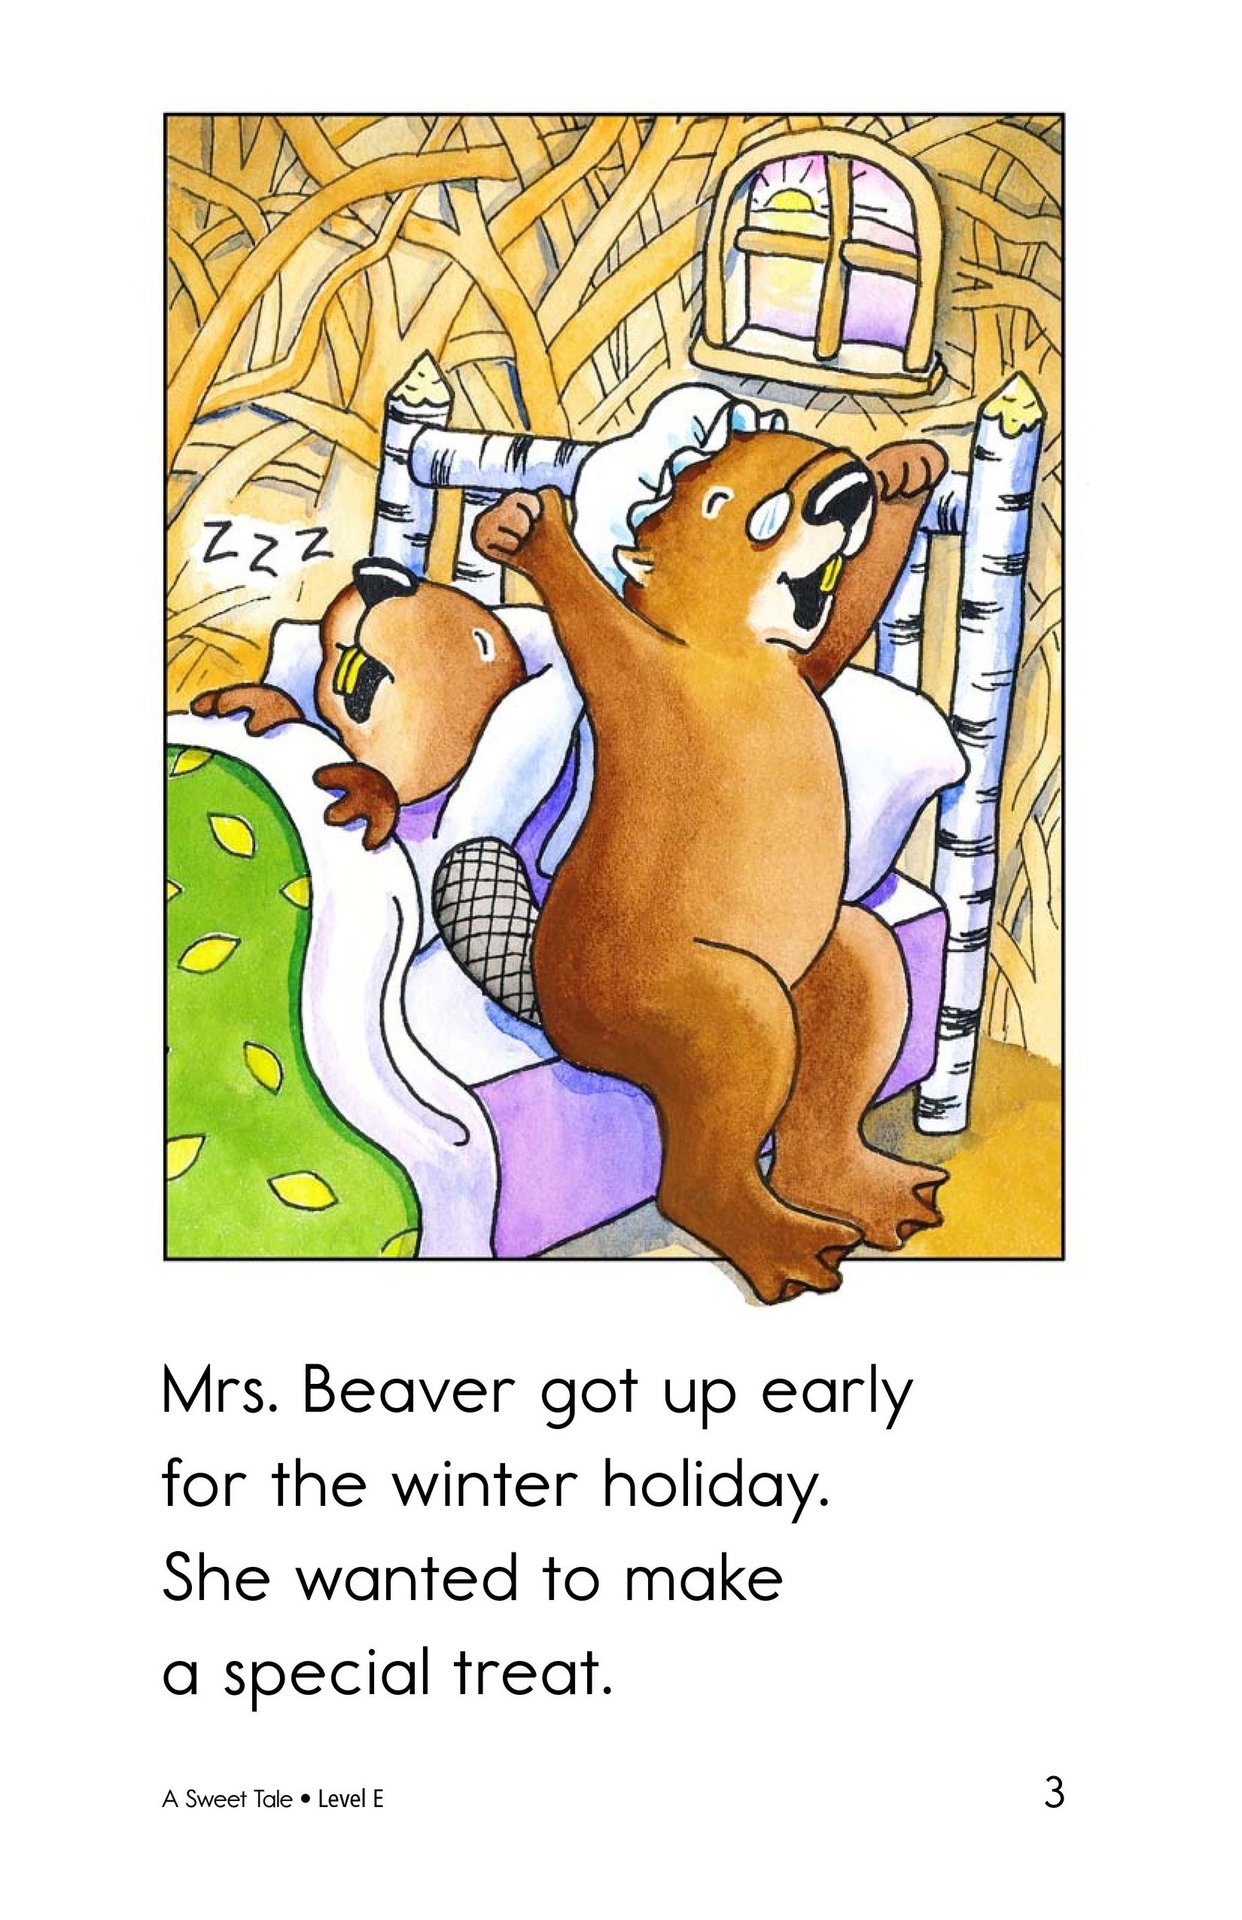 Z Z Z
Mrs. Beaver got up early
for the winter holiday.
She wanted to make
a special treat.
A Sweet Tale • Level E
3